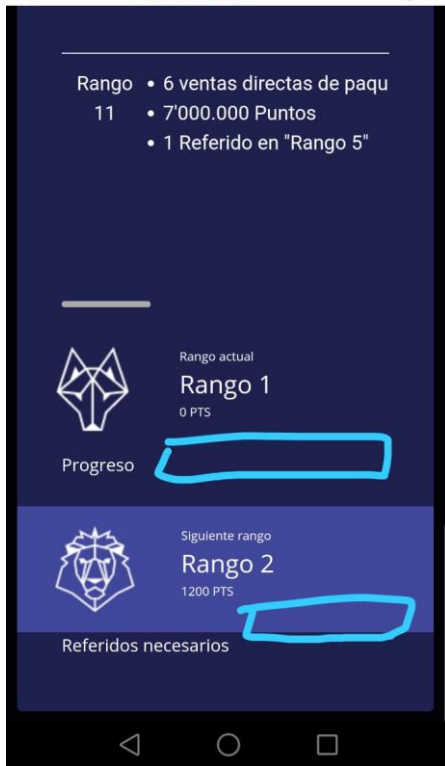 Rango • 6 ventas directas de paqu
11 • 7'000.000 Puntos
• 1 Referido en "Rango 5"
Rango actual
Rango 1
0 PTS
Progreso
Siguiente rango
Rango 2
1200 PTS
Referidos necesarios